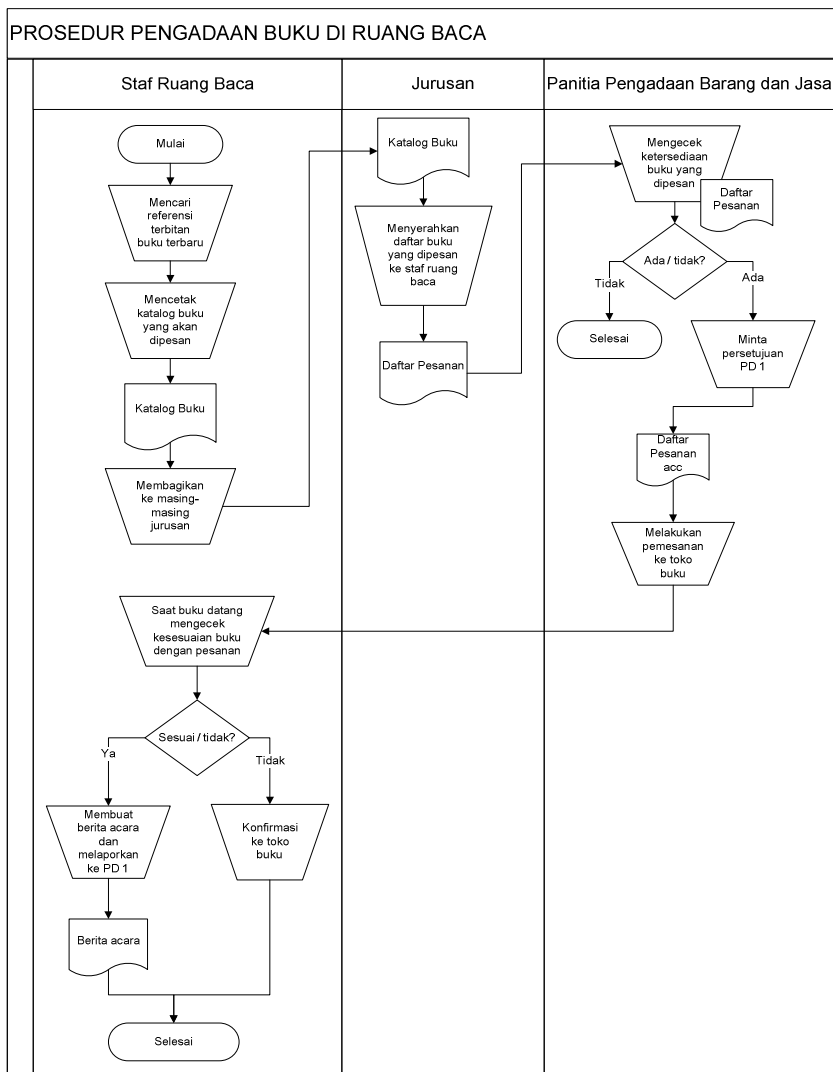 PROSEDUR PENGADAAN BUKU DI RUANG BACA
Staf Ruang Baca
Jurusan
Panitia Pengadaan Barang dan Jasa
Mulai
Mencari
referensi
terbitan
buku terbaru
Mencetak
katalog buku
yang akan
dipesan
Katalog Buku
Membagikan
ke masing-
masing
jurusan
Katalog Buku
Menyerahkan
daftar buku
yang dipesan
ke staf ruang
baca
Daftar Pesanan
Mengecek
ketersediaan
buku yang
dipesan
Daftar
Pesanan
Ada / tidak?
Tidak
Ada
Selesai
Minta
persetujuan
PD 1
Daftar
Pesanan
acc
Melakukan
pemesanan
ke toko
buku
Saat buku datang
mengecek
kesesuaian buku
dengan pesanan
Sesuai / tidak?
Ya
Tidak
Membuat
berita acara
dan
melaporkan
ke PD 1
Konfirmasi
ke toko
buku
Berita acara
Selesai